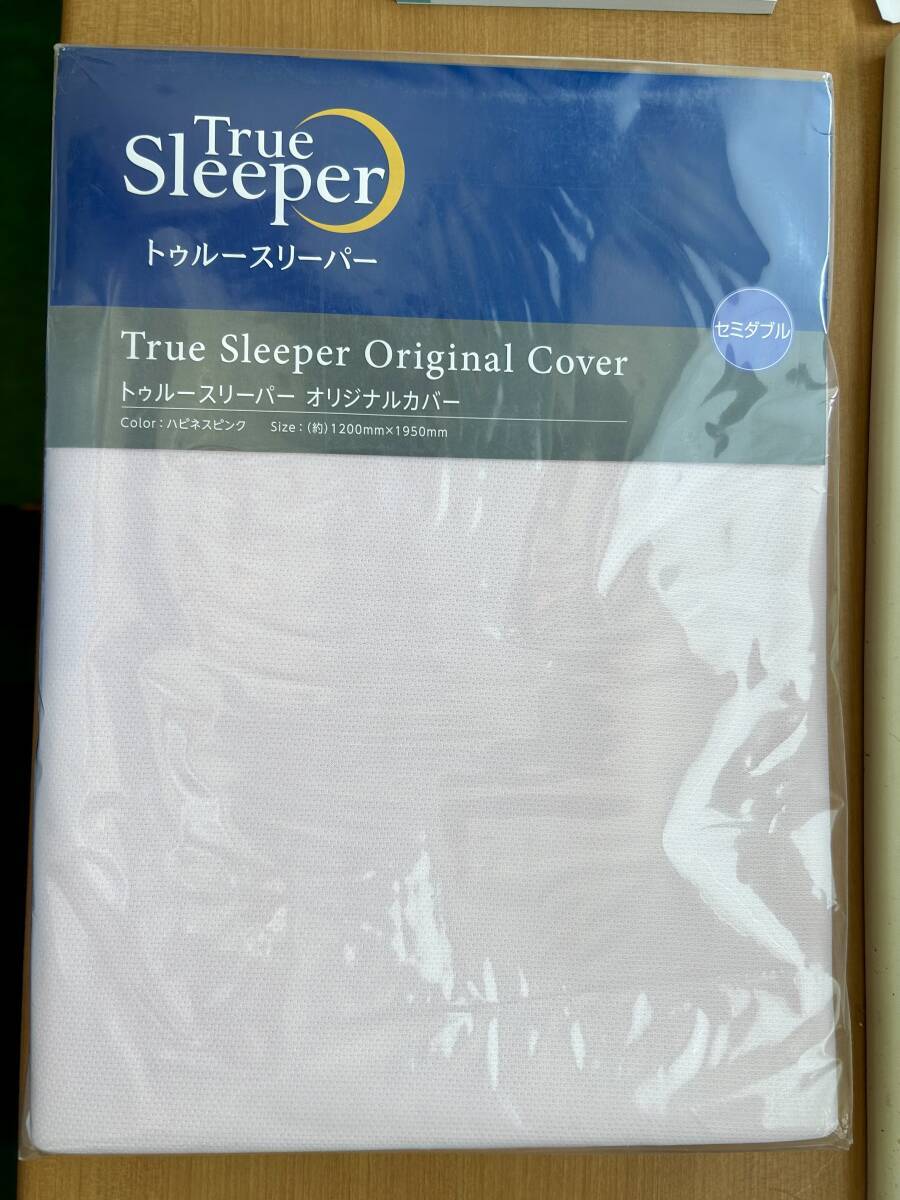 True
Sleeper
トゥルースリーパー
セミダブル
True Sleeper Original Cover
トゥルースリーパー オリジナルカバー
Color：ハピネスピンク Size：(約)1200mm×1950mm